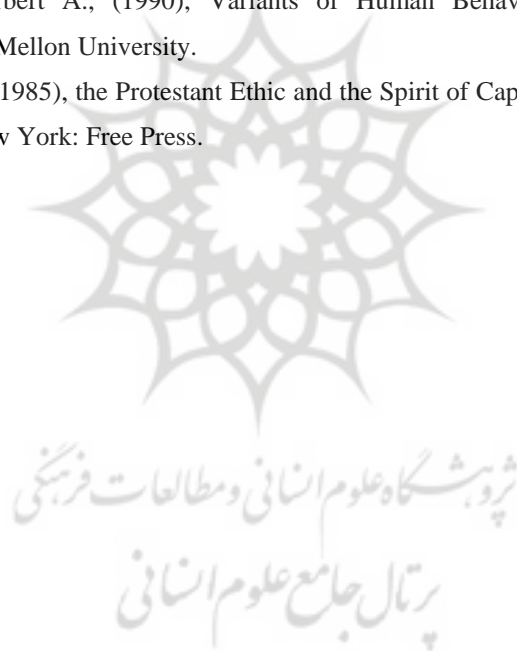 bert A., (1990), Variants of Human Behav
Mellon University.
1985), the Protestant Ethic and the Spirit of Cap
w York: Free Press.
پژوهشگاه علوم انسانی و مطالعات فرهنگی
پرتال جامع علوم انسانی